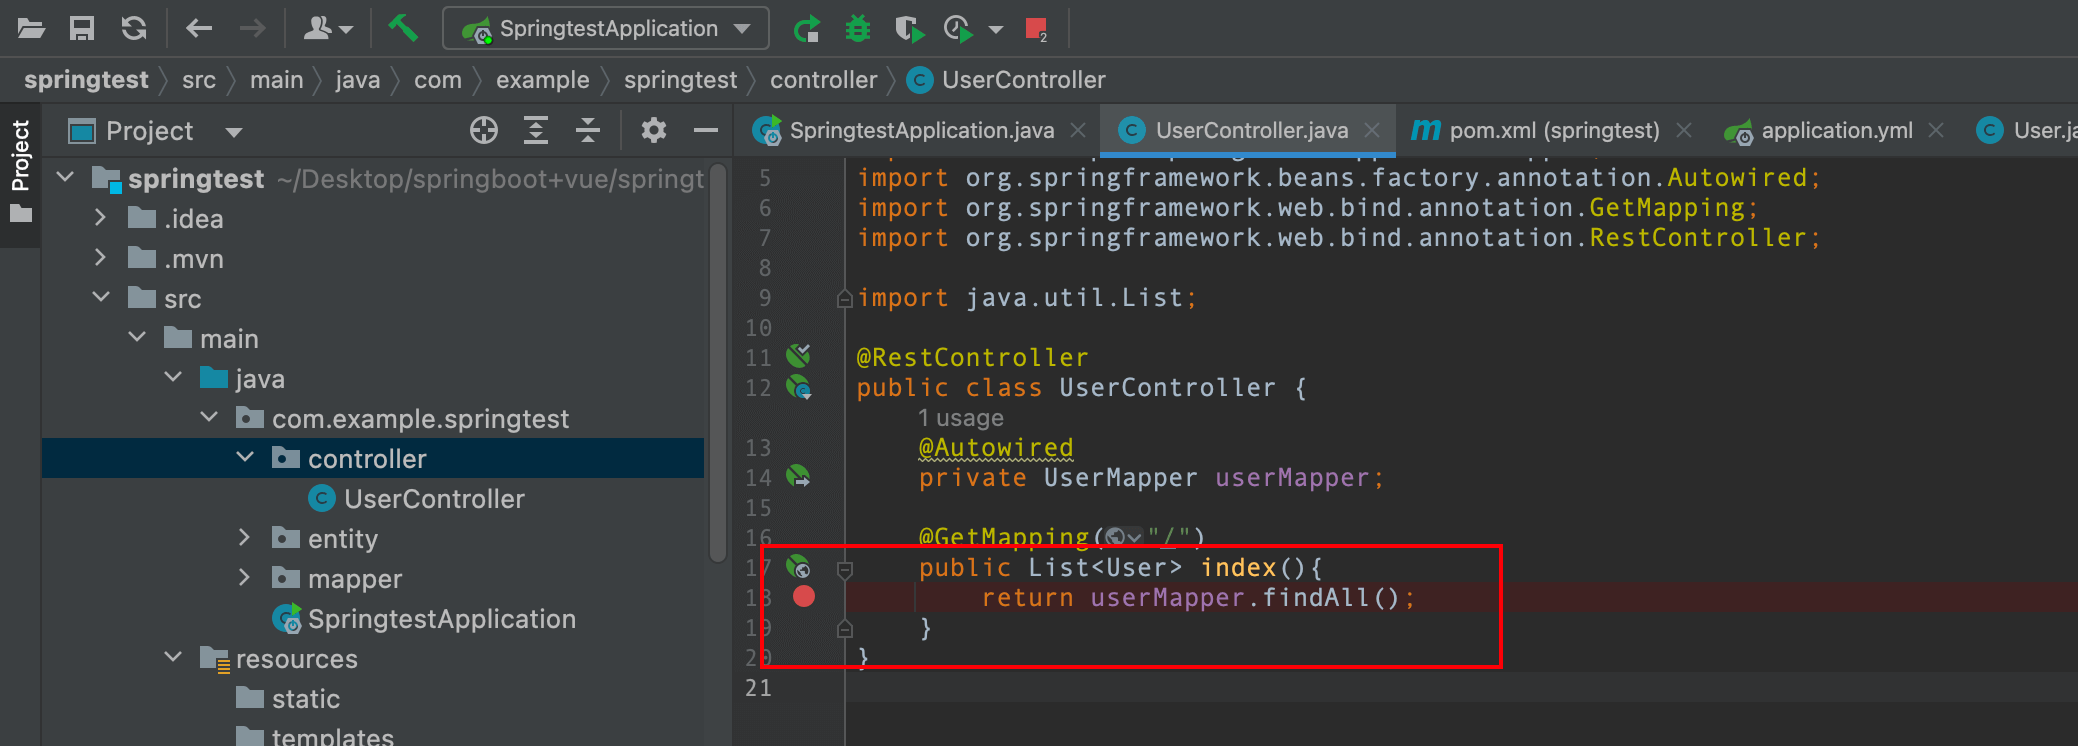 SpringtestApplication
2
springtest src main java com example springtest controller UserController
Project
Project
SpringtestApplication.java UserController.java pom.xml (springtest) application.yml
springtest ~/Desktop/springboot+vue/springt
.idea
.mvn
src
main
java
com.example.springtest
controller
UserController
entity
mapper
SpringtestApplication
resources
static
templates
5 import org.springframework.beans.factory.annotation.Autowired;
6 import org.springframework.web.bind.annotation.GetMapping;
7 import org.springframework.web.bind.annotation.RestController;
8
9 import java.util.List;
10
11 @RestController
12 public class UserController {
1 usage
13 @Autowired
14 private UserMapper userMapper;
15
16 @GetMapping("/")
17 public List<User> index(){
18 return userMapper.findAll();
19 }
20 }
21